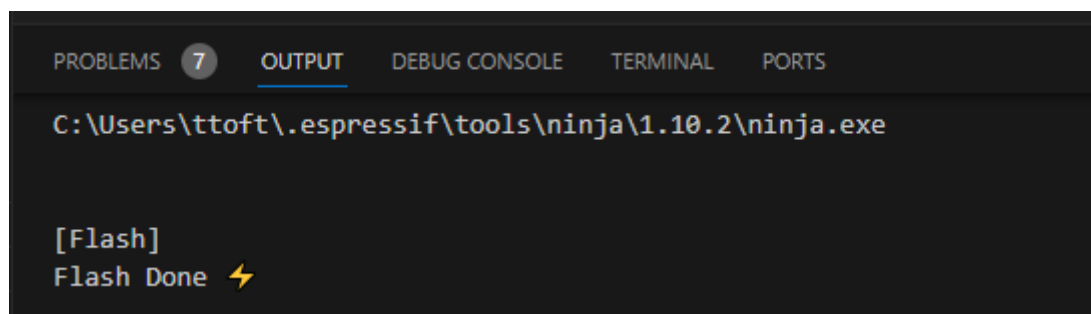 PROBLEMS 7 OUTPUT DEBUG CONSOLE TERMINAL PORTS
C:\Users\ttoft\.espressif\tools\ninja\1.10.2\ninja.exe
[Flash]
Flash Done ⚡